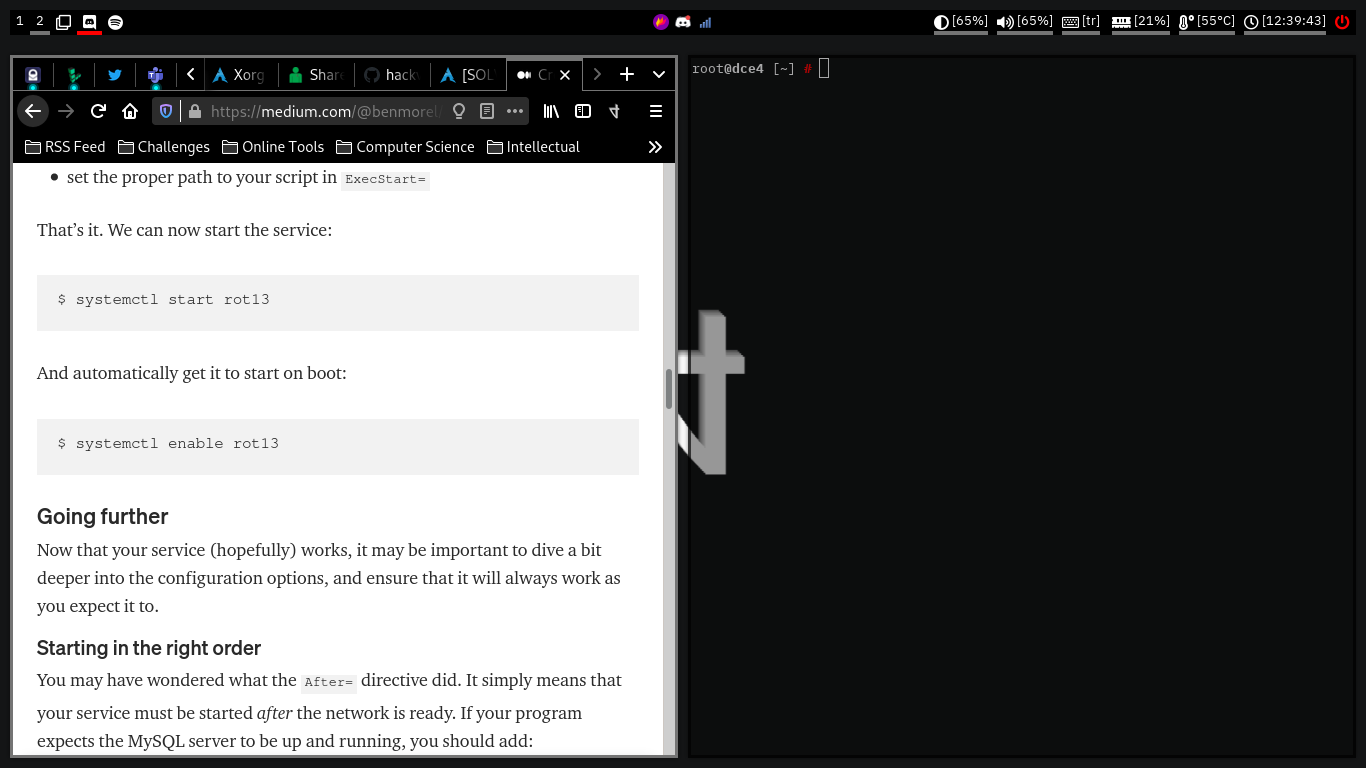 1 2 [65%] [65%] [tr] [21%] [55°C] [12:39:43]
Xorg Share hackv [SOL Cr
https://medium.com/@benmorel/
RSS Feed Challenges Online Tools Computer Science Intellectual
• set the proper path to your script in ExecStart=
That’s it. We can now start the service:
$ systemctl start rot13
And automatically get it to start on boot:
$ systemctl enable rot13
Going further
Now that your service (hopefully) works, it may be important to dive a bit
deeper into the configuration options, and ensure that it will always work as
you expect it to.
Starting in the right order
You may have wondered what the After= directive did. It simply means that
your service must be started after the network is ready. If your program
expects the MySQL server to be up and running, you should add:
root@dce4 [~] #